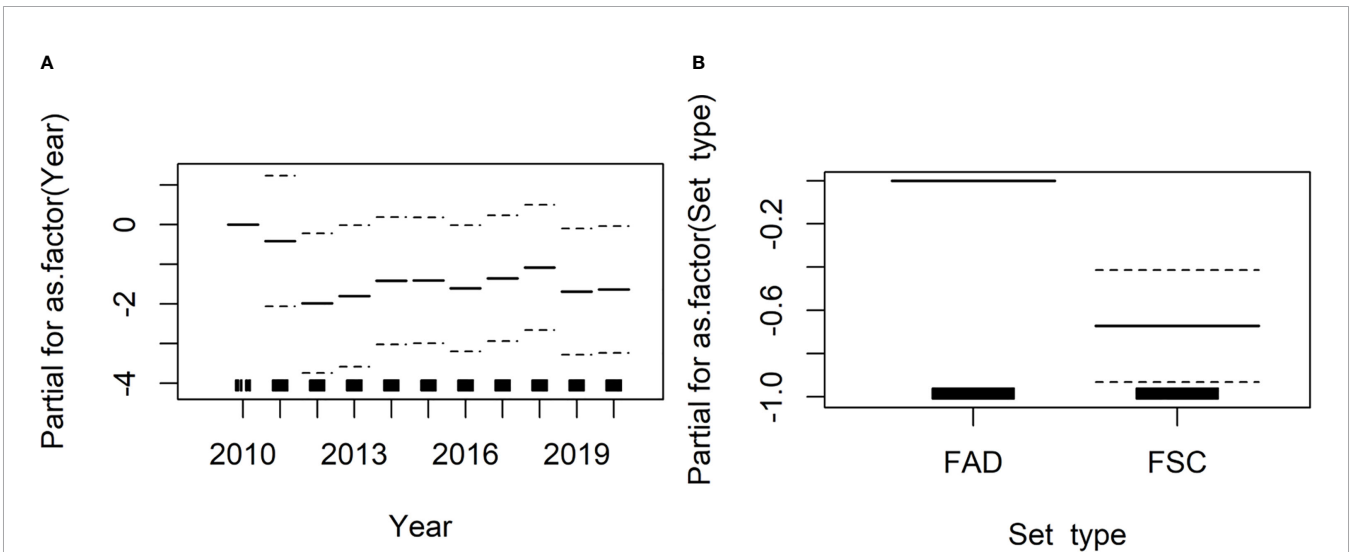 A
Partial for as.factor(Year)
0
-2
-4
2010 2013 2016 2019
Year
B
Partial for as.factor(Set type)
-0.2
-0.6
-1.0
FAD FSC
Set type